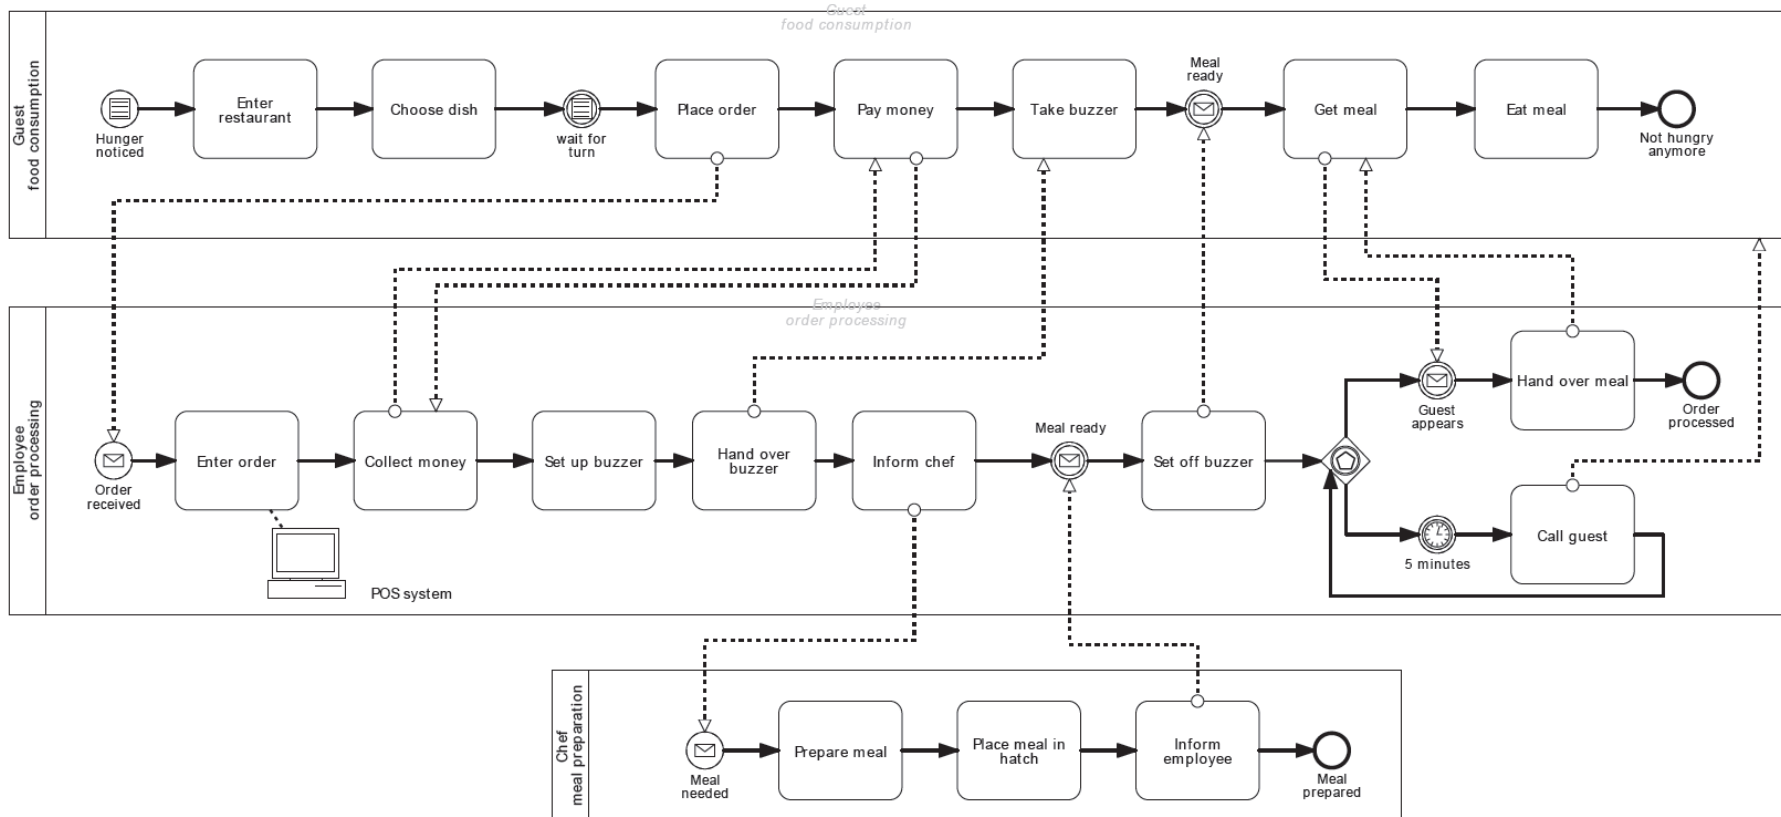 Guest
food consumption
Guest
food consumption
Hunger
noticed
Enter
restaurant
Choose dish
wait for
turn
Place order
Pay money
Take buzzer
Meal
ready
Get meal
Eat meal
Not hungry
anymore
Employee
order processing
Employee
order processing
Order
received
Enter order
POS system
Collect money
Set up buzzer
Hand over
buzzer
Inform chef
Meal ready
Set off buzzer
Guest
appears
Hand over meal
Order
processed
5 minutes
Call guest
Chef
meal preparation
Meal
needed
Prepare meal
Place meal in
hatch
Inform
employee
Meal
prepared